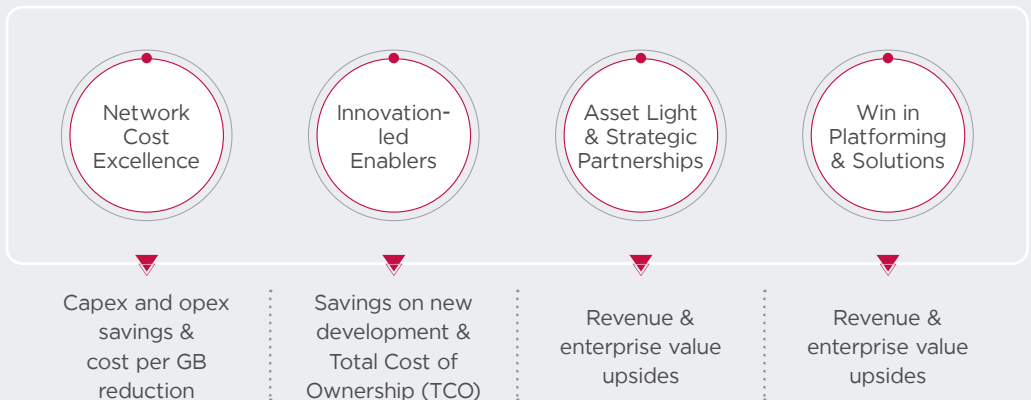 Network
Cost
Excellence
Innovation-
led
Enablers
Asset Light
& Strategic
Partnerships
Win in
Platforming
& Solutions
Capex and opex
savings &
cost per GB
reduction
Savings on new
development &
Total Cost of
Ownership (TCO)
Revenue &
enterprise value
upsides
Revenue &
enterprise value
upsides